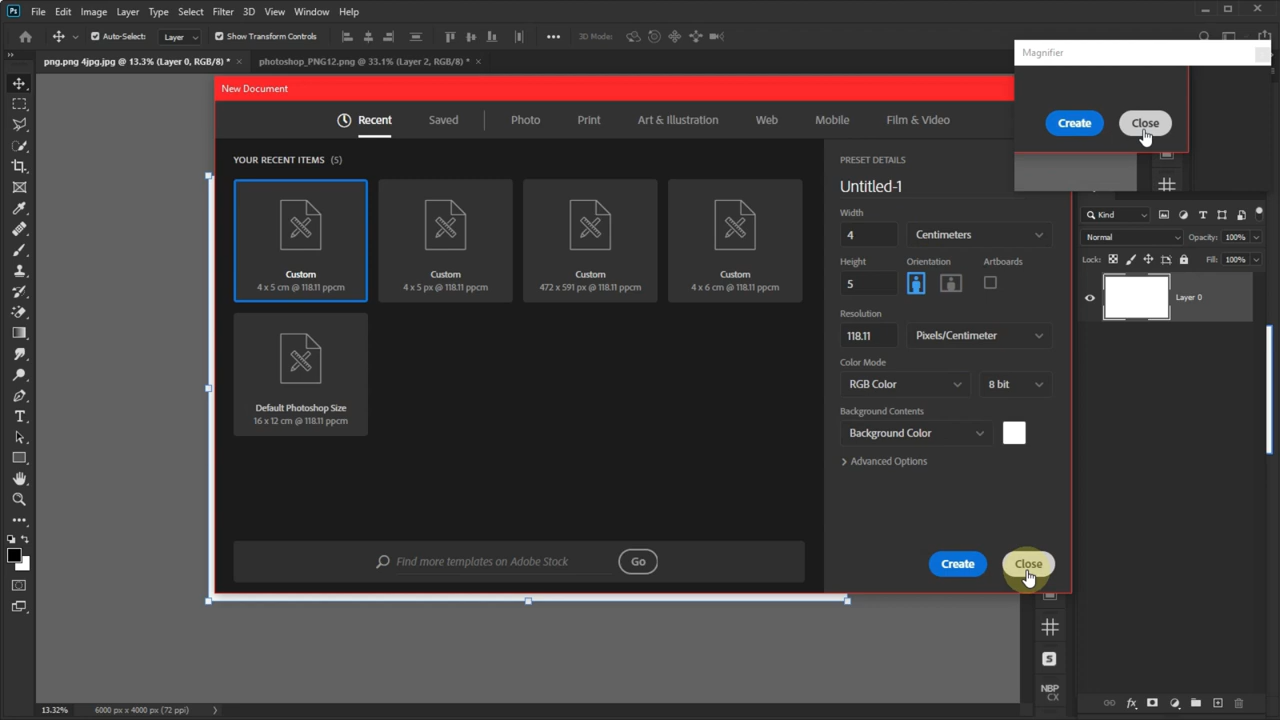 Ps File Edit Image Layer Type Select Filter 3D View Window Help
Auto-Select: Layer Show Transform Controls 3D Mode:
png.png 4jpg.jpg @ 13.3% (Layer 0, RGB/8) * × photoshop_PNG12.png @ 33.1% (Layer 2, RGB/8) * ×
Magnifier
Create Close
New Document
Recent Saved Photo Print Art & Illustration Web Mobile Film & Video
YOUR RECENT ITEMS (5)
Custom
4 x 5 cm @ 118.11 ppcm
Custom
4 x 5 px @ 118.11 ppcm
Custom
472 x 591 px @ 118.11 ppcm
Custom
4 x 6 cm @ 118.11 ppcm
Default Photoshop Size
16 x 12 cm @ 118.11 ppcm
Find more templates on Adobe Stock Go
PRESET DETAILS
Untitled-1
Width
4 Centimeters
Height Orientation Artboards
5
Resolution
118.11 Pixels/Centimeter
Color Mode
RGB Color 8 bit
Background Contents
Background Color
Advanced Options
Create Close
Kind
Normal Opacity: 100%
Lock: Fill: 100%
Layer 0
S
NBP
CX
fx
13.32% 6000 px x 4000 px (72 ppi)